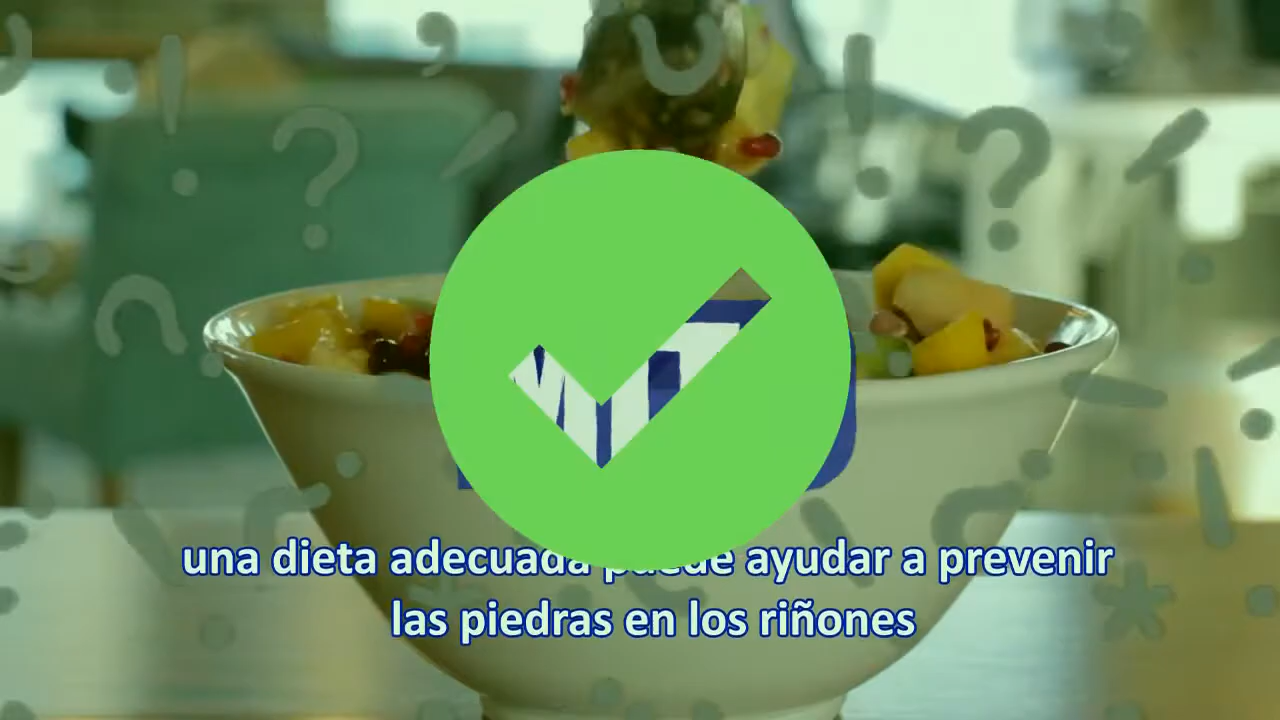 una dieta adecuada puede ayudar a prevenir
las piedras en los riñones